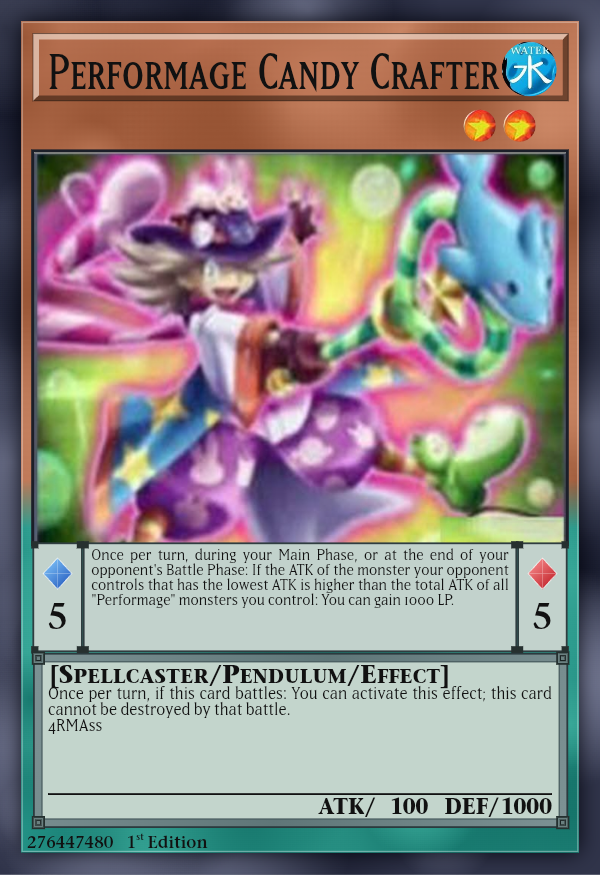 Performage Candy Crafter
WATER
水
Once per turn, during your Main Phase, or at the end of your
opponent's Battle Phase: If the ATK of the monster your opponent
controls that has the lowest ATK is higher than the total ATK of all
"Performage" monsters you control: You can gain 1000 LP.
5
5
[Spellcaster/Pendulum/Effect]
Once per turn, if this card battles: You can activate this effect; this card
cannot be destroyed by that battle.
4RMAss
ATK/ 100 DEF/1000
276447480 1st Edition